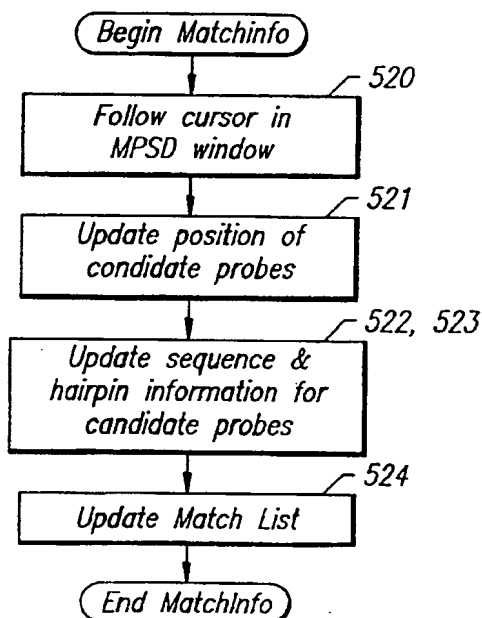 Begin Matchinfo
520
Follow cursor in
MPSD window
521
Update position of
condidate probes
522, 523
Update sequence &
hairpin information for
candidate probes
524
Update Match List
End MatchInfo